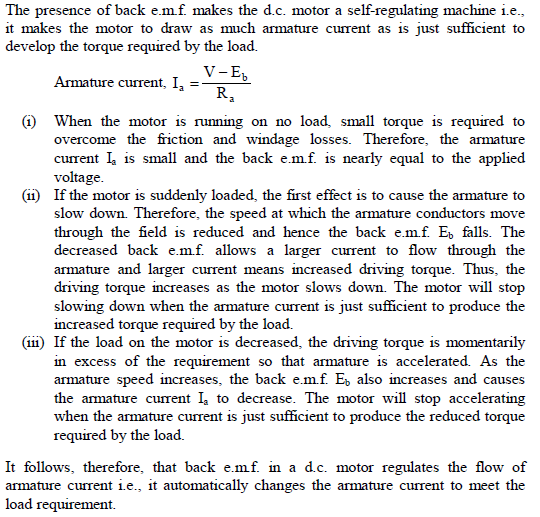 The presence of back e.m.f. makes the d.c. motor a self-regulating machine i.e.,
it makes the motor to draw as much armature current as is just sufficient to
develop the torque required by the load.
Armature current, Iₐ = (V – E_b) / Rₐ
(i) When the motor is running on no load, small torque is required to
overcome the friction and windage losses. Therefore, the armature
current Iₐ is small and the back e.m.f. is nearly equal to the applied
voltage.
(ii) If the motor is suddenly loaded, the first effect is to cause the armature to
slow down. Therefore, the speed at which the armature conductors move
through the field is reduced and hence the back e.m.f. E_b falls. The
decreased back e.m.f. allows a larger current to flow through the
armature and larger current means increased driving torque. Thus, the
driving torque increases as the motor slows down. The motor will stop
slowing down when the armature current is just sufficient to produce the
increased torque required by the load.
(iii) If the load on the motor is decreased, the driving torque is momentarily
in excess of the requirement so that armature is accelerated. As the
armature speed increases, the back e.m.f. E_b also increases and causes
the armature current Iₐ to decrease. The motor will stop accelerating
when the armature current is just sufficient to produce the reduced torque
required by the load.
It follows, therefore, that back e.m.f. in a d.c. motor regulates the flow of
armature current i.e., it automatically changes the armature current to meet the
load requirement.